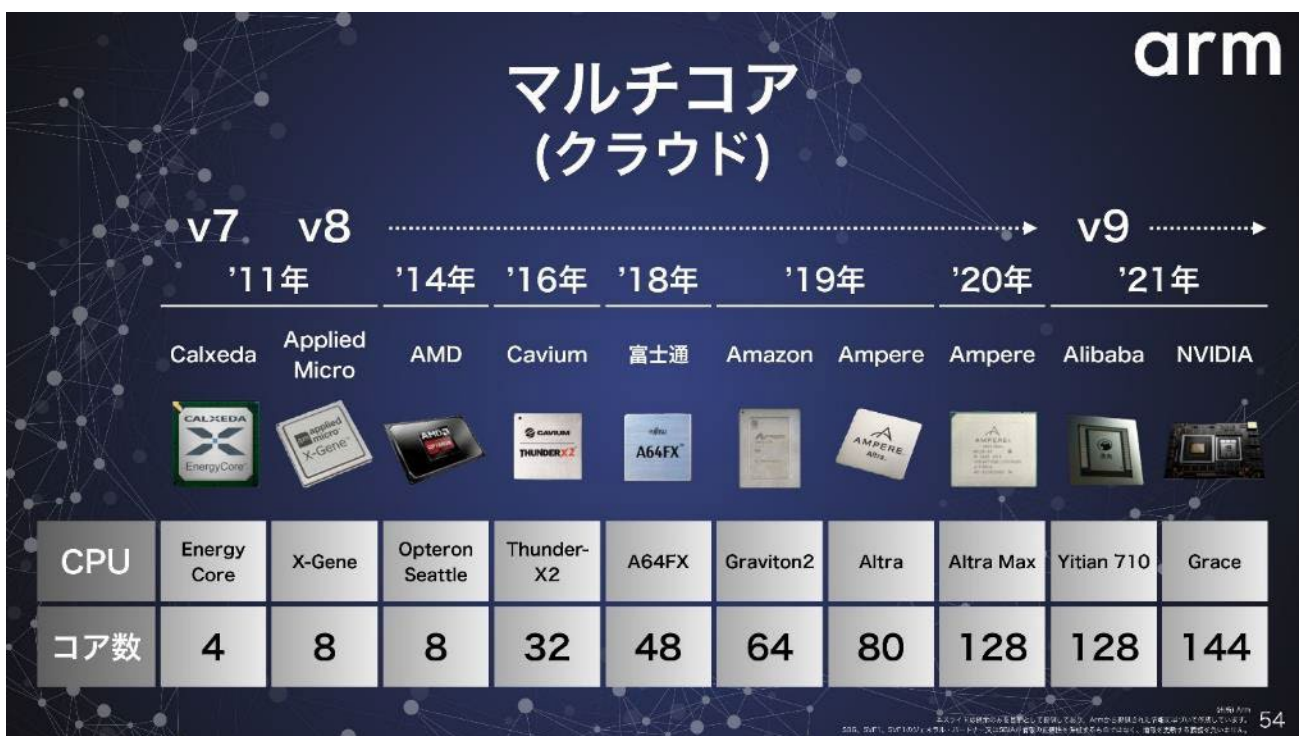 arm
マルチコア
(クラウド)
v7 v8 v9
'11年 '14年 '16年 '18年 '19年 '20年 '21年
Calxeda Applied Micro AMD Cavium 富士通 Amazon Ampere Ampere Alibaba NVIDIA
CALXEDA
EnergyCore
applied micro
X-Gene
AMD
CAVIUM
THUNDERX2
FUJITSU
A64FX
AMPERE
Altra
AMPERE
CPU Energy Core X-Gene Opteron Seattle Thunder-X2 A64FX Graviton2 Altra Altra Max Yitian 710 Grace
コア数 4 8 8 32 48 64 80 128 128 144
(出所) Arm
54